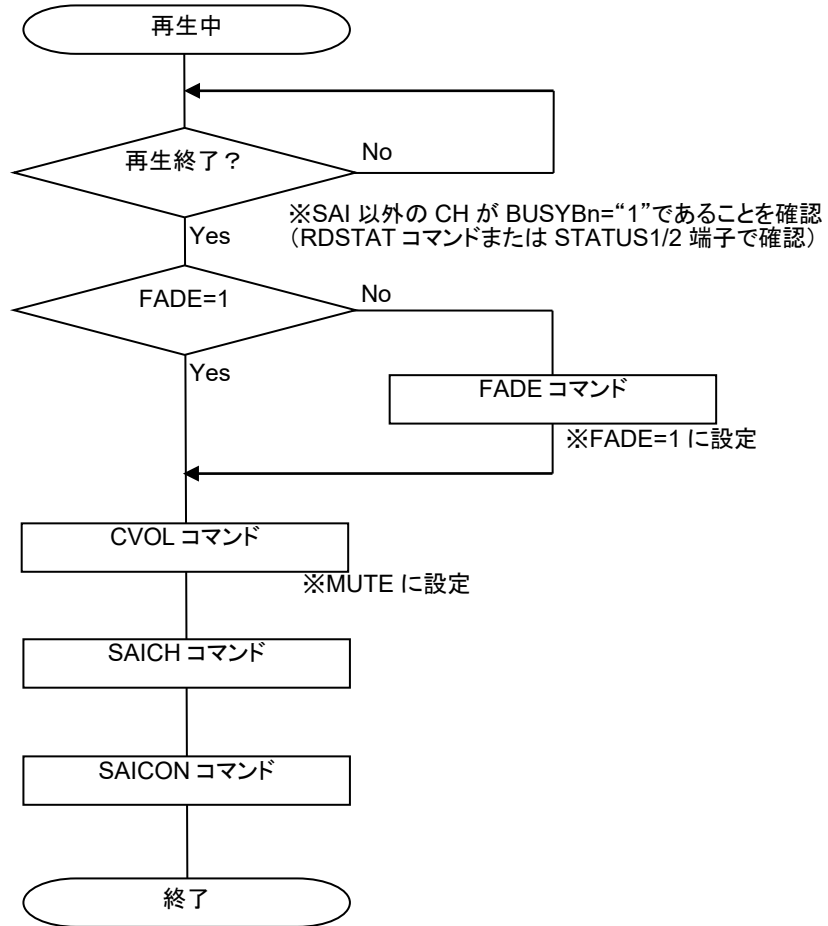 再生中
再生終了?
No
※SAI 以外の CH が BUSYBn=“1”であることを確認
(RDSTAT コマンドまたは STATUS1/2 端子で確認)
Yes
FADE=1
No
Yes
FADE コマンド
※FADE=1 に設定
CVOL コマンド
※MUTE に設定
SAICH コマンド
SAICON コマンド
終了